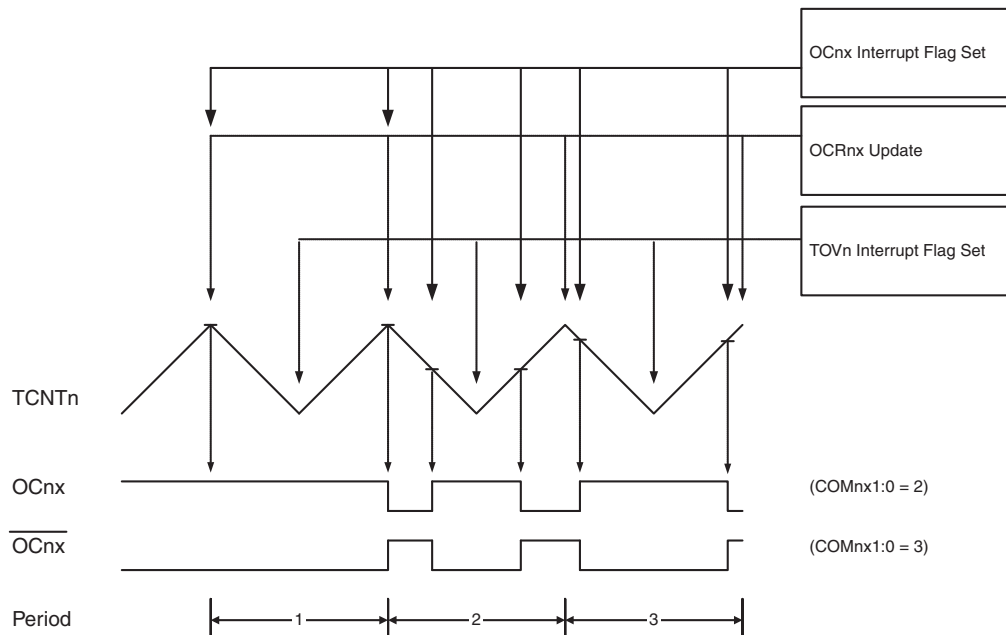 OCnx Interrupt Flag Set
OCRnx Update
TOVn Interrupt Flag Set
TCNTn
OCnx
(COMnx1:0 = 2)
OCnx
(COMnx1:0 = 3)
Period
1
2
3